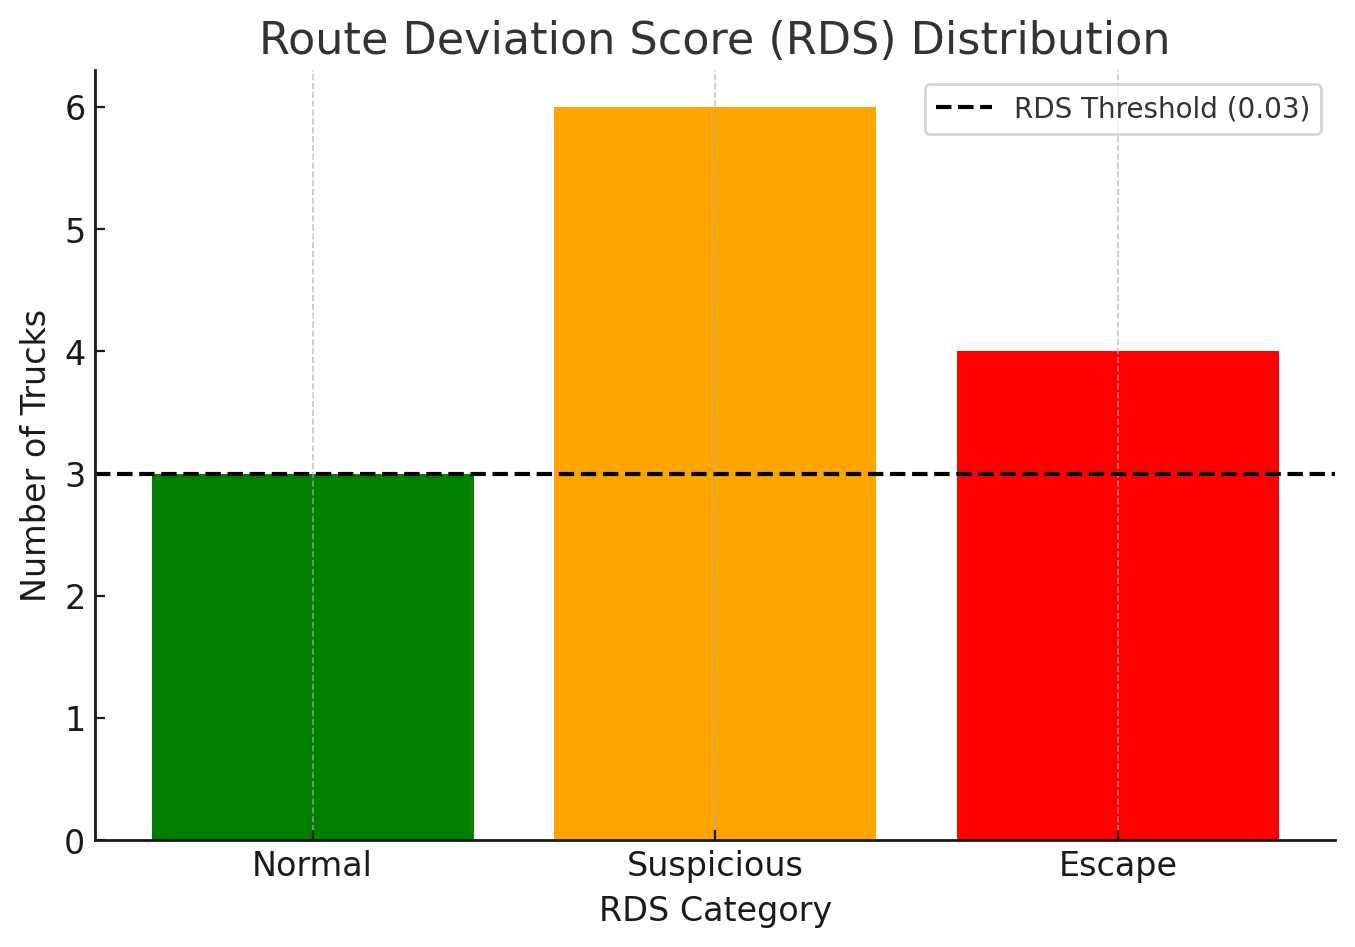 Route Deviation Score (RDS) Distribution
RDS Threshold (0.03)
Number of Trucks
6
5
4
3
2
1
0
Normal
Suspicious
Escape
RDS Category